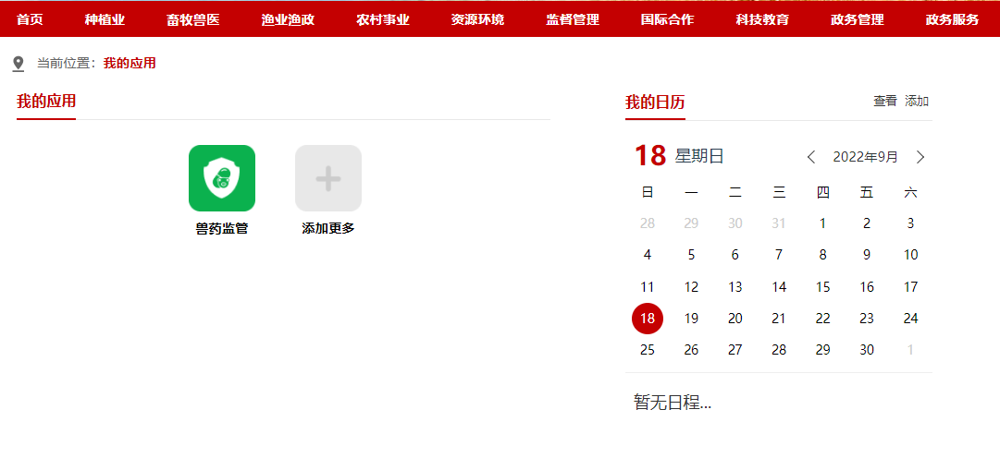 首页 种植业 畜牧兽医 渔业渔政 农村事业 资源环境 监督管理 国际合作 科技教育 政务管理 政务服务
当前位置：我的应用
我的应用
兽药监管 添加更多
我的日历 查看 添加
18 星期日 2022年9月
日 一 二 三 四 五 六
28 29 30 31 1 2 3
4 5 6 7 8 9 10
11 12 13 14 15 16 17
18 19 20 21 22 23 24
25 26 27 28 29 30 1
暂无日程...